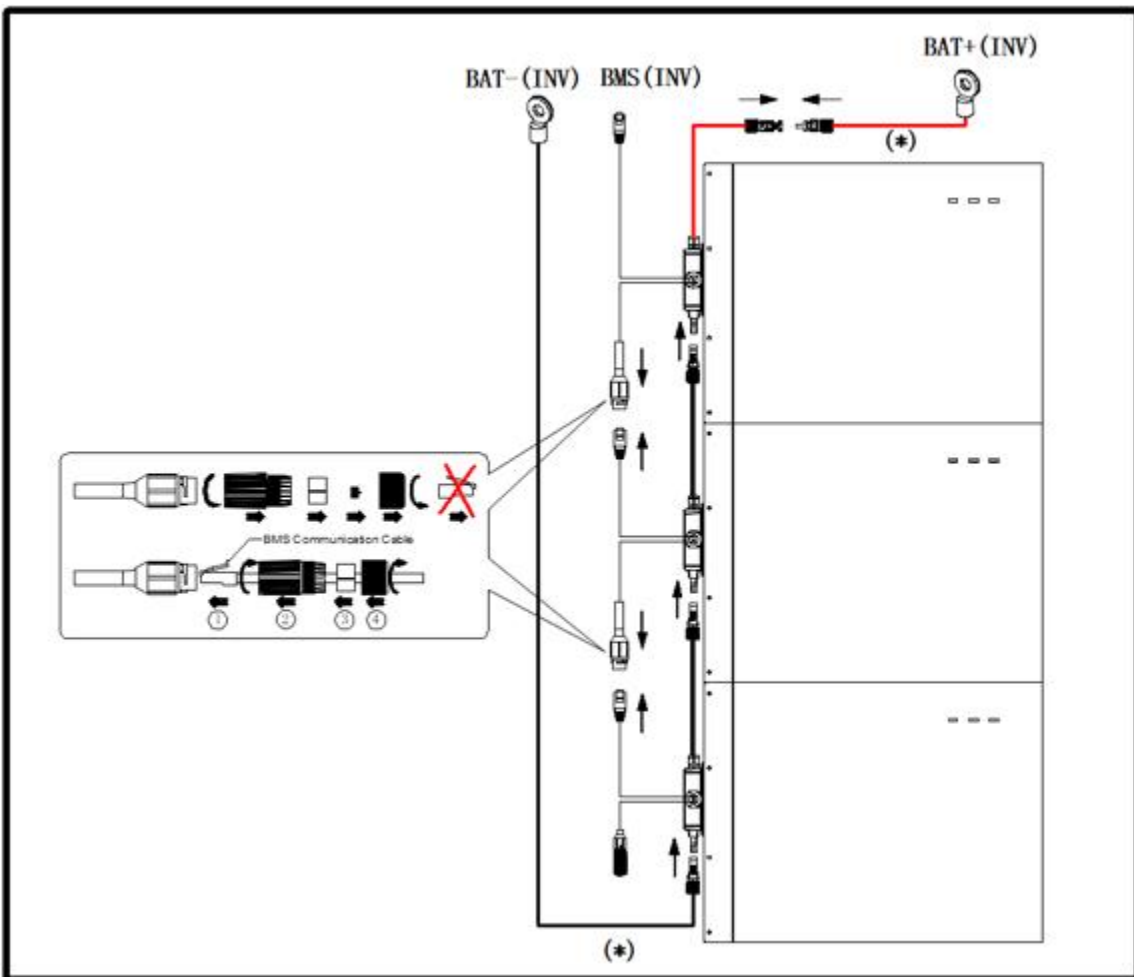 BAT-(INV)
BMS(INV)
BAT+(INV)
(*)
BMS Communication Cable
① ② ③ ④
(*)